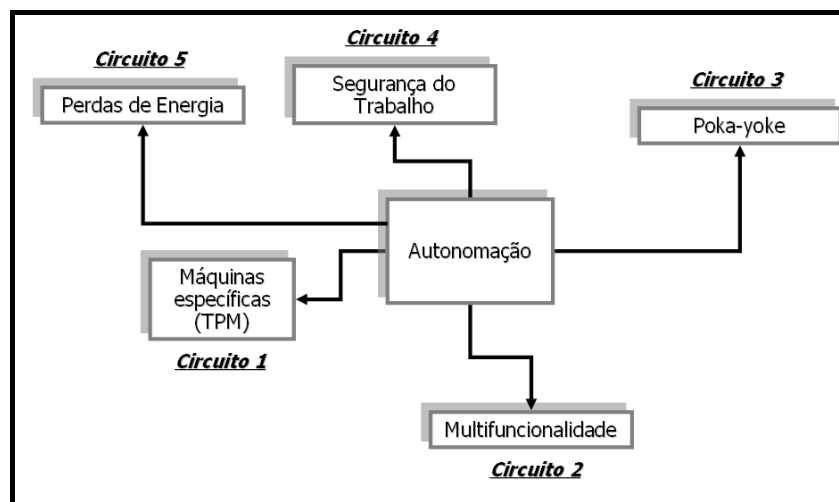 Circuito 5
Perdas de Energia
Circuito 4
Segurança do
Trabalho
Circuito 3
Poka-yoke
Autonomação
Máquinas
específicas
(TPM)
Circuito 1
Multifuncionalidade
Circuito 2